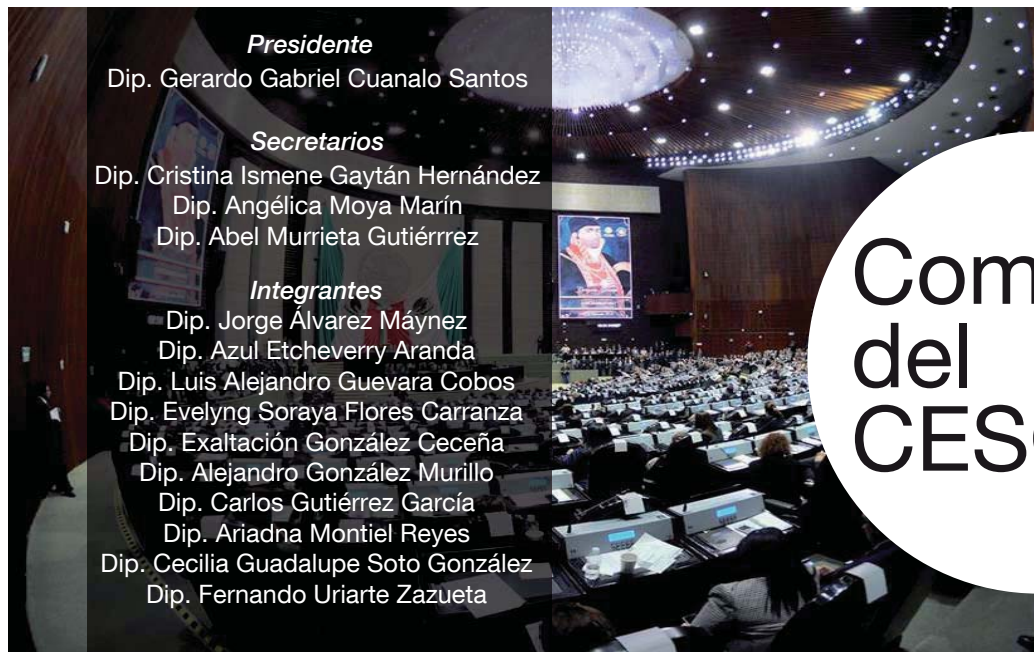 Presidente
Dip. Gerardo Gabriel Cuanalo Santos
Secretarios
Dip. Cristina Ismene Gaytán Hernández
Dip. Angélica Moya Marín
Dip. Abel Murrieta Gutiérrrez
Integrantes
Dip. Jorge Álvarez Máynez
Dip. Azul Etcheverry Aranda
Dip. Luis Alejandro Guevara Cobos
Dip. Evelyng Soraya Flores Carranza
Dip. Exaltación González Ceceña
Dip. Alejandro González Murillo
Dip. Carlos Gutiérrez García
Dip. Ariadna Montiel Reyes
Dip. Cecilia Guadalupe Soto González
Dip. Fernando Uriarte Zazueta
Com
del
CES